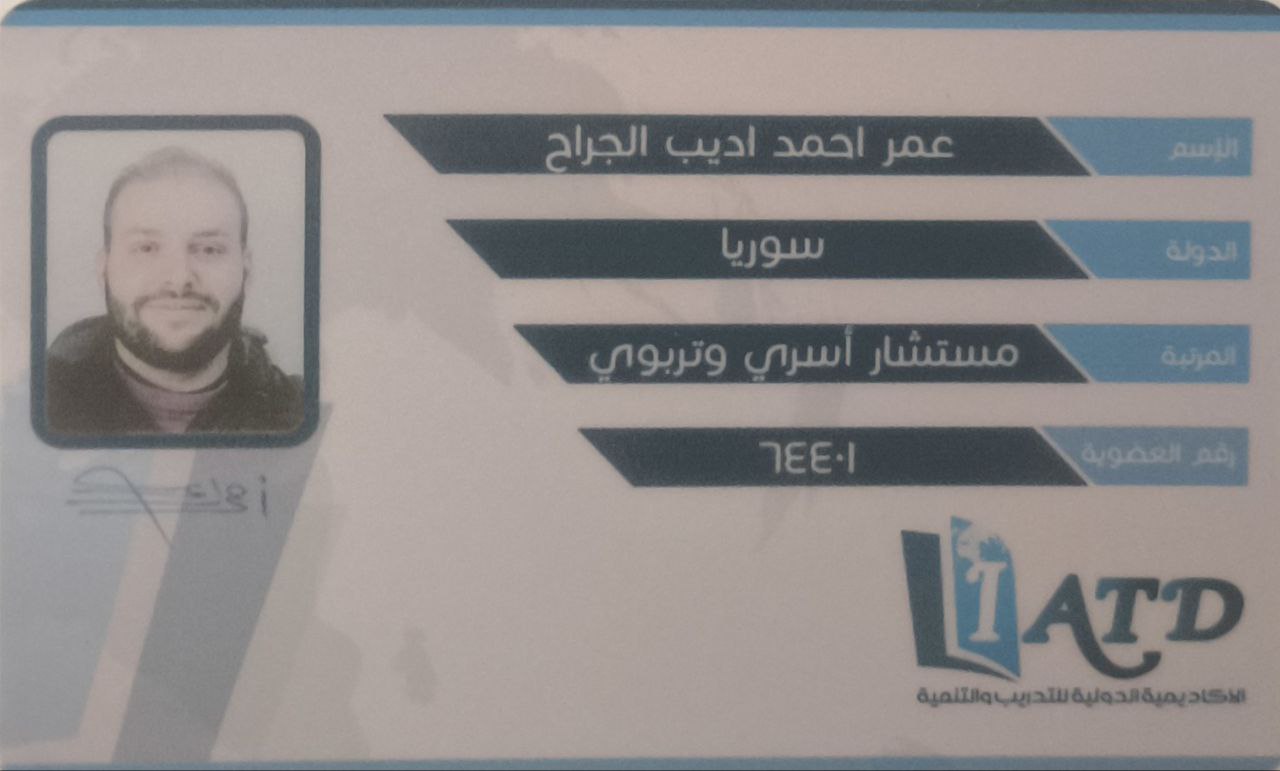 الإسم عمر احمد اديب الجراح
الدولة سوريا
المرتبة مستشار أسري وتربوي
رقم العضوية ٦٤٤٠١
IATD
الاكاديمية الدولية للتدريب والتنمية